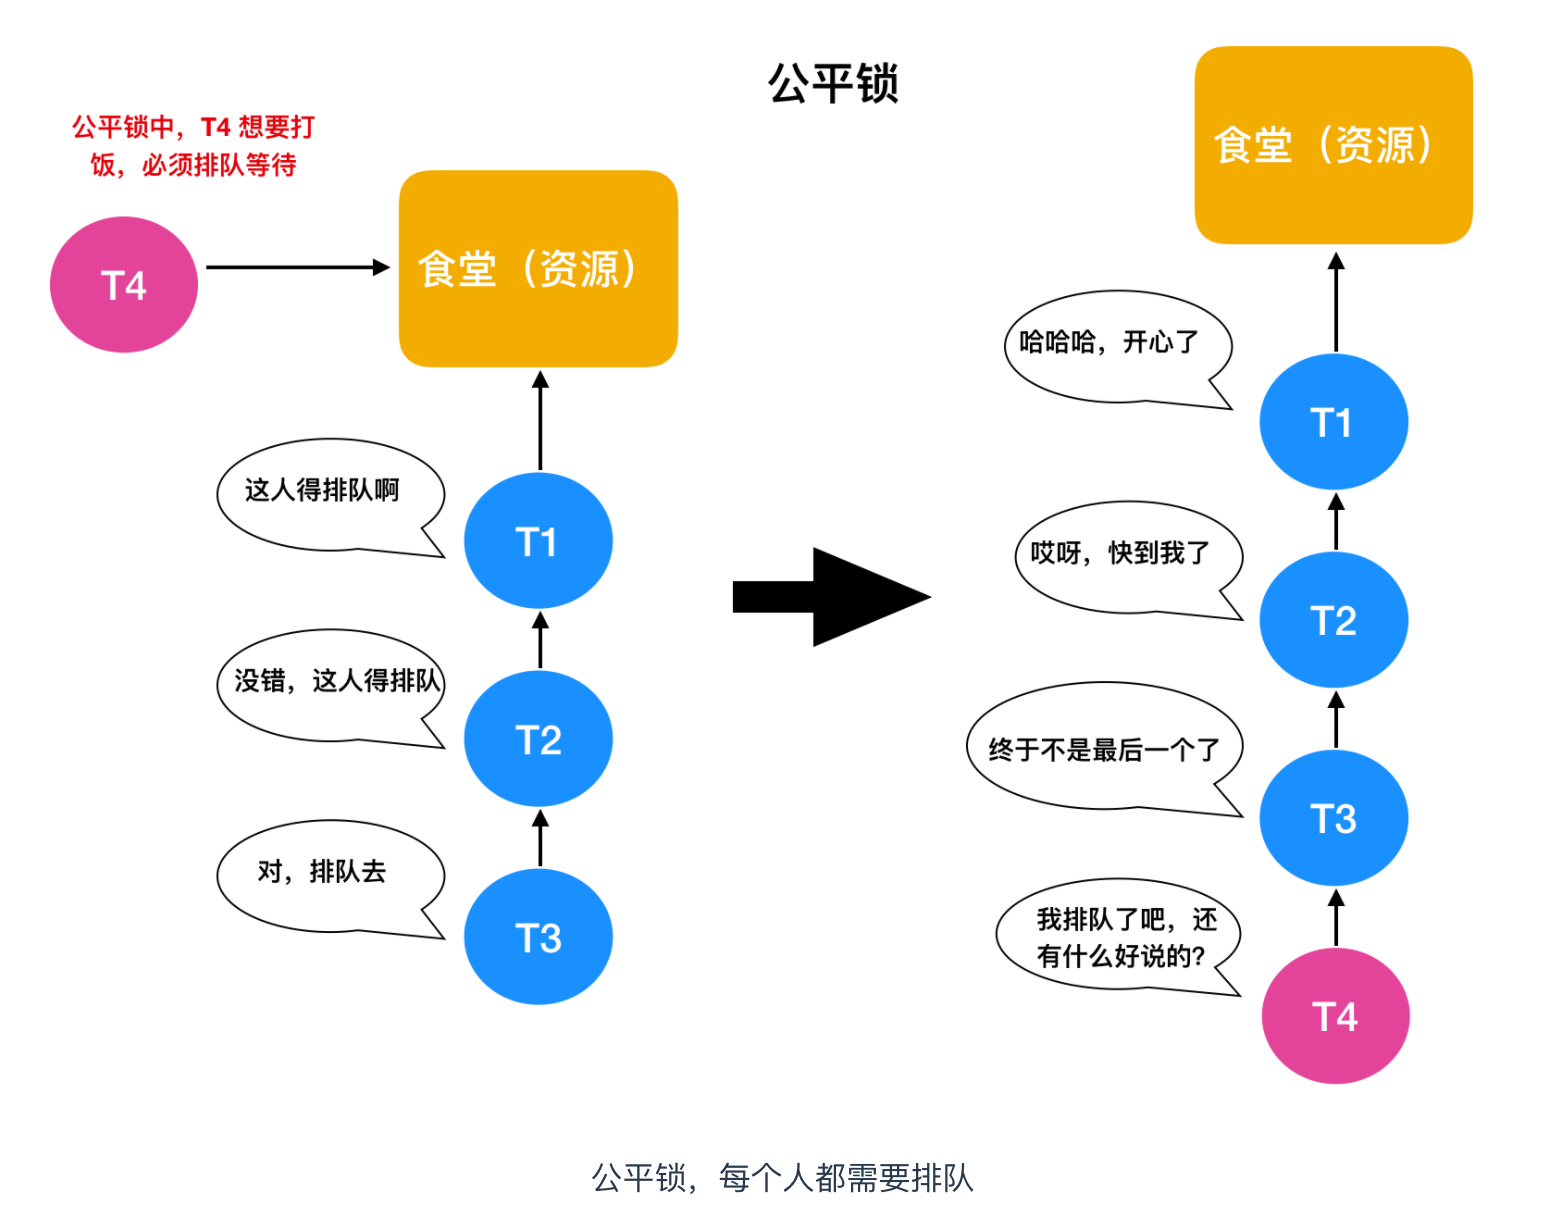 公平锁
公平锁中，T4 想要打
饭，必须排队等待
T4
食堂（资源）
这人得排队啊
T1
没错，这人得排队
T2
对，排队去
T3
食堂（资源）
哈哈哈，开心了
T1
哎呀，快到我了
T2
终于不是最后一个了
T3
我排队了吧，还
有什么好说的？
T4
公平锁，每个人都需要排队